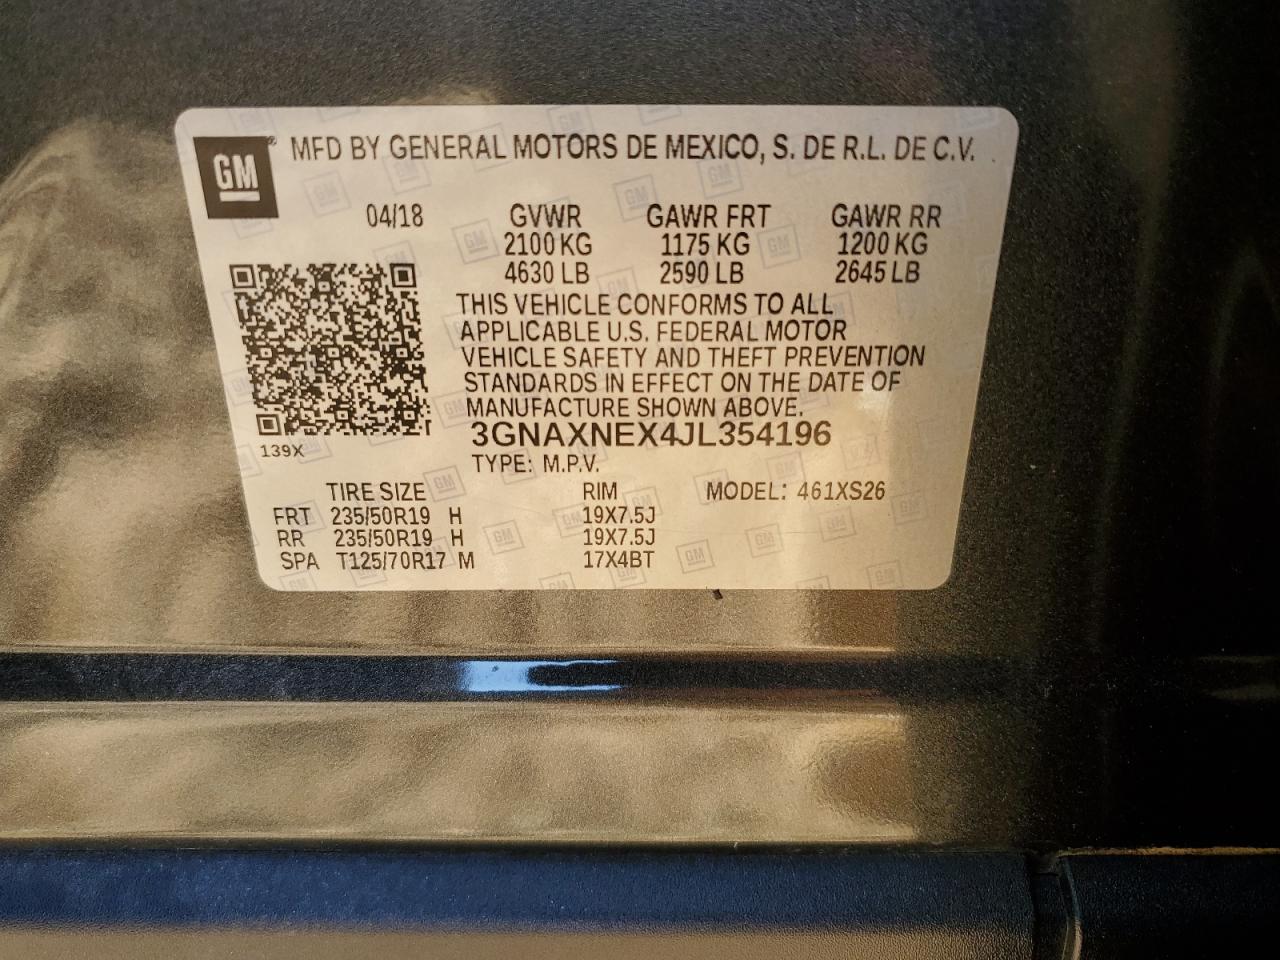 GM® MFD BY GENERAL MOTORS DE MEXICO, S. DE R.L. DE C.V.
04/18 GVWR GAWR FRT GAWR RR
2100 KG 1175 KG 1200 KG
4630 LB 2590 LB 2645 LB
THIS VEHICLE CONFORMS TO ALL
APPLICABLE U.S. FEDERAL MOTOR
VEHICLE SAFETY AND THEFT PREVENTION
STANDARDS IN EFFECT ON THE DATE OF
MANUFACTURE SHOWN ABOVE.
3GNAXNEX4JL354196
139X
TYPE: M.P.V.
TIRE SIZE RIM MODEL: 461XS26
FRT 235/50R19 H 19X7.5J
RR 235/50R19 H 19X7.5J
SPA T125/70R17 M 17X4BT